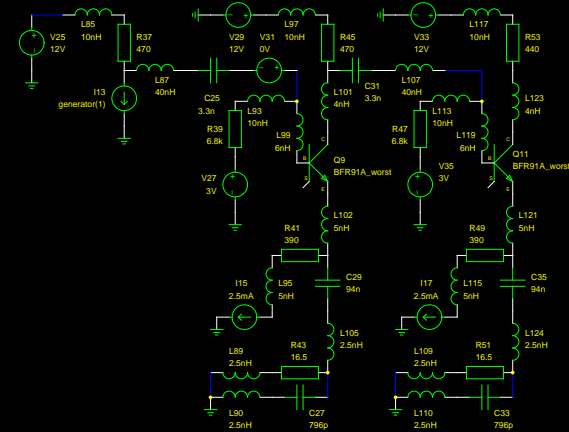 L85
10nH
V25
12V
R37
470
I13
generator(1)
L87
40nH
C25
3.3n
V29
12V
V31
0V
L97
10nH
R45
470
L93
10nH
R39
6.8k
L99
6nH
V27
3V
L101
4nH
C
B
S
E
Q9
BFR91A_worst
L102
5nH
R41
390
I15
2.5mA
L95
5nH
C29
94n
L105
2.5nH
L89
2.5nH
R43
16.5
L90
2.5nH
C27
796p
C31
3.3n
L107
40nH
V33
12V
L117
10nH
R53
440
L113
10nH
R47
6.8k
L119
6nH
V35
3V
L123
4nH
C
B
S
E
Q11
BFR91A_worst
L121
5nH
R49
390
I17
2.5mA
L115
5nH
C35
94n
L124
2.5nH
L109
2.5nH
R51
16.5
L110
2.5nH
C33
796p